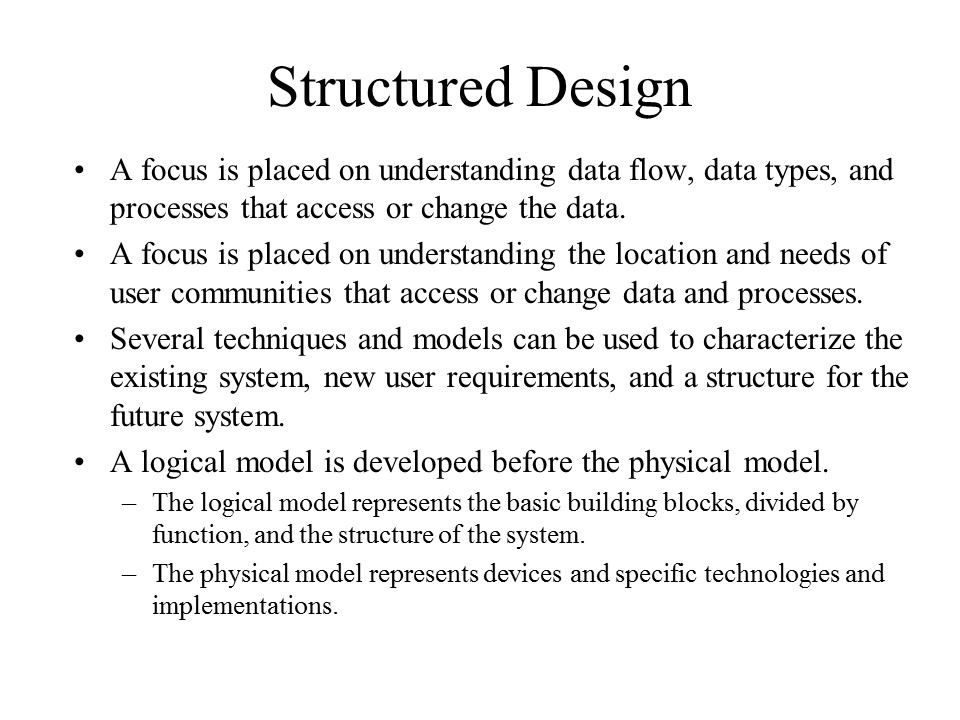 Structured Design
• A focus is placed on understanding data flow, data types, and
processes that access or change the data.
• A focus is placed on understanding the location and needs of
user communities that access or change data and processes.
• Several techniques and models can be used to characterize the
existing system, new user requirements, and a structure for the
future system.
• A logical model is developed before the physical model.
– The logical model represents the basic building blocks, divided by
function, and the structure of the system.
– The physical model represents devices and specific technologies and
implementations.